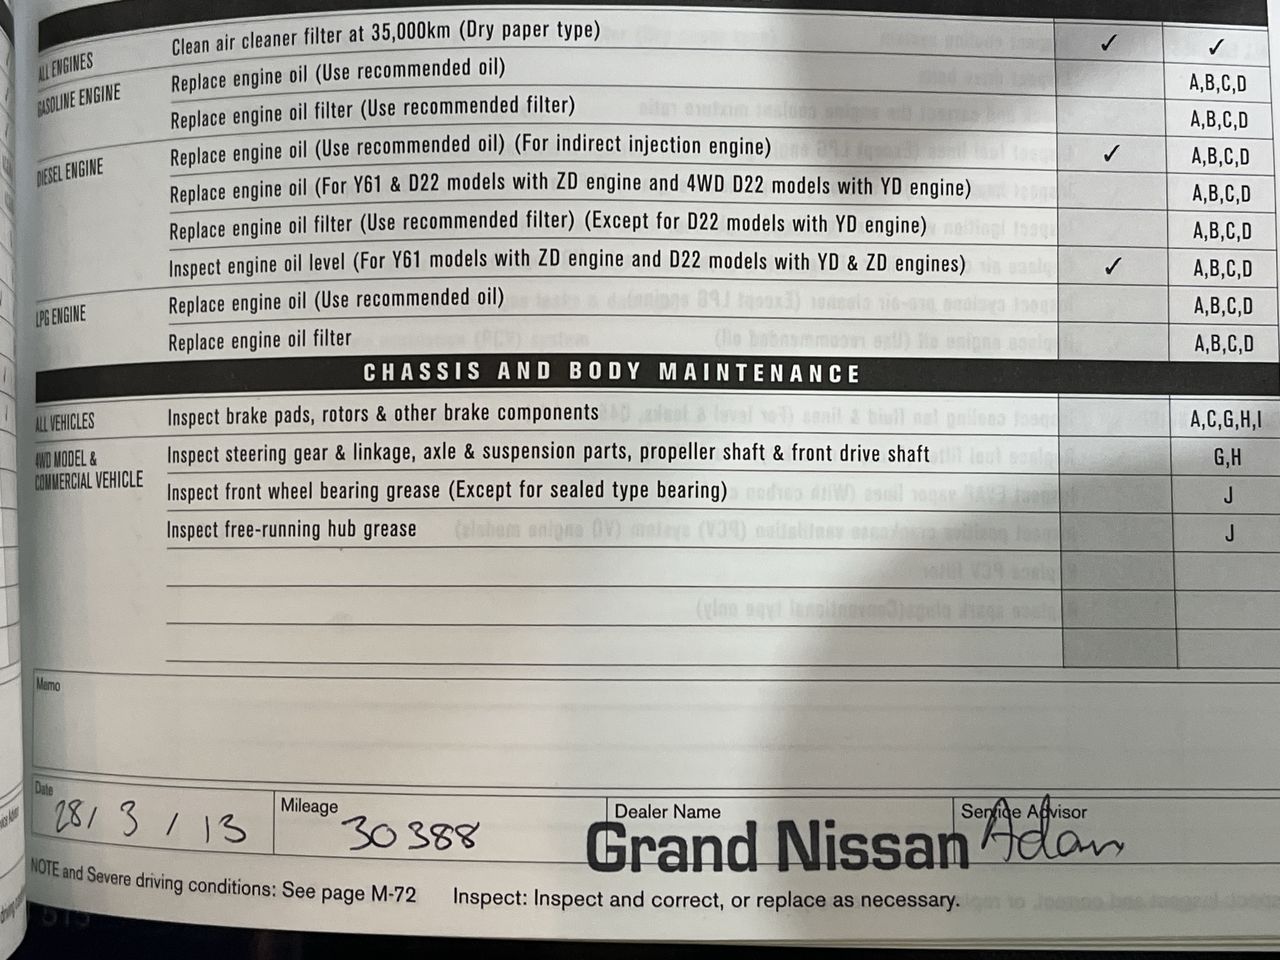 ALL ENGINES Clean air cleaner filter at 35,000km (Dry paper type) ✓ ✓
GASOLINE ENGINE Replace engine oil (Use recommended oil) A,B,C,D
Replace engine oil filter (Use recommended filter) A,B,C,D
DIESEL ENGINE Replace engine oil (Use recommended oil) (For indirect injection engine) ✓ A,B,C,D
Replace engine oil (For Y61 & D22 models with ZD engine and 4WD D22 models with YD engine) A,B,C,D
Replace engine oil filter (Use recommended filter) (Except for D22 models with YD engine) A,B,C,D
Inspect engine oil level (For Y61 models with ZD engine and D22 models with YD & ZD engines) ✓ A,B,C,D
LPG ENGINE Replace engine oil (Use recommended oil) A,B,C,D
Replace engine oil filter A,B,C,D
CHASSIS AND BODY MAINTENANCE
ALL VEHICLES Inspect brake pads, rotors & other brake components A,C,G,H,I
4WD MODEL & COMMERCIAL VEHICLE Inspect steering gear & linkage, axle & suspension parts, propeller shaft & front drive shaft G,H
Inspect front wheel bearing grease (Except for sealed type bearing) J
Inspect free-running hub grease J
Memo
Date Mileage Dealer Name Service Advisor
28/3/13 30388 Grand Nissan Adam
NOTE and Severe driving conditions: See page M-72 Inspect: Inspect and correct, or replace as necessary.